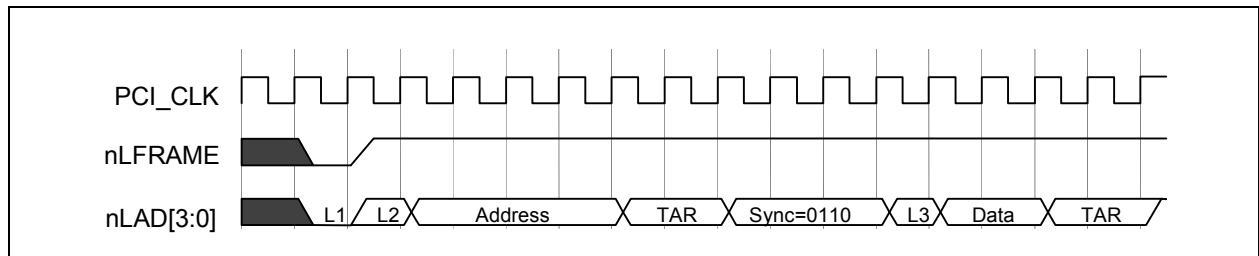 PCI_CLK
nLFRAME
nLAD[3:0] L1 L2 Address TAR Sync=0110 L3 Data TAR